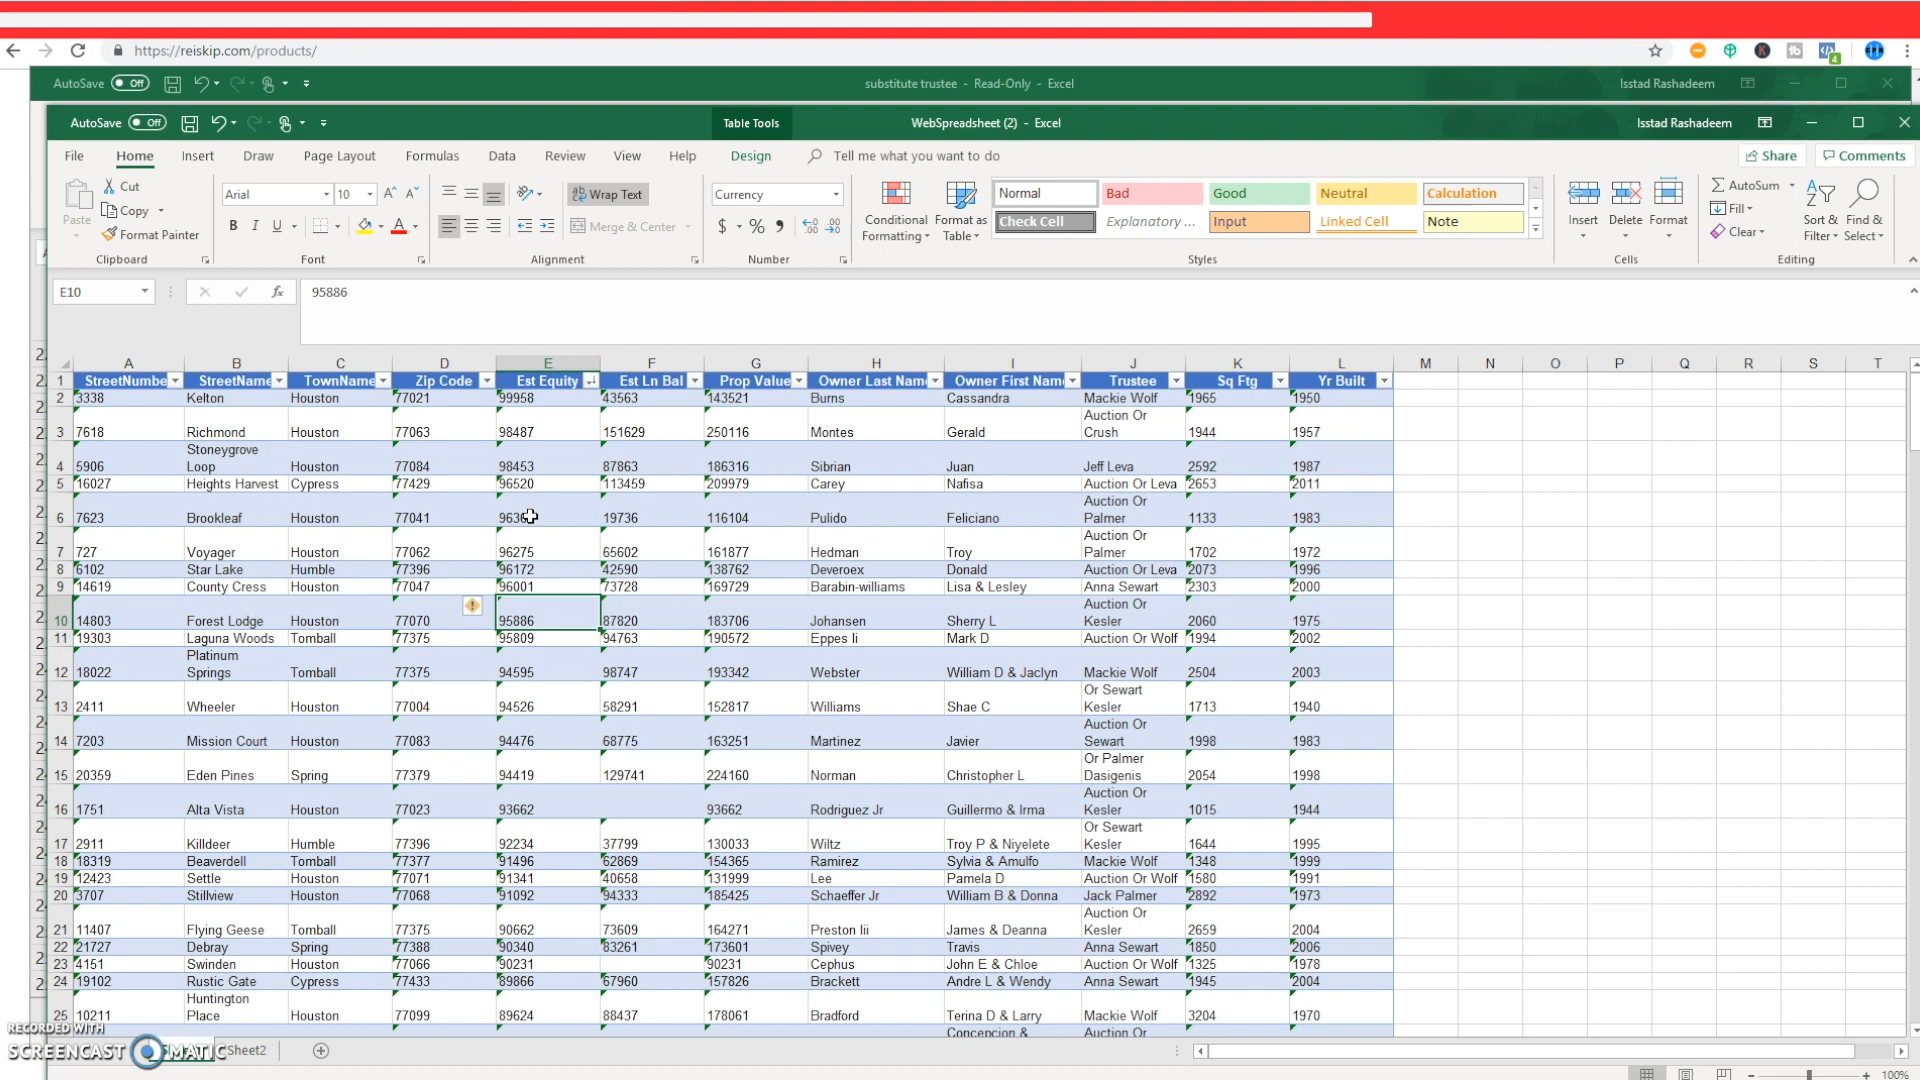 https://reiskip.com/products/
AutoSave Off substitute trustee - Read-Only - Excel Isstad Rashadeem
AutoSave Off Table Tools WebSpreadsheet (2) - Excel Isstad Rashadeem
File Home Insert Draw Page Layout Formulas Data Review View Help Design Tell me what you want to do Share Comments
Paste Cut Copy Format Painter Clipboard
Arial 10 B I U Font
Wrap Text Merge & Center Alignment
Currency $ % Number
Conditional Formatting Format as Table
Normal Bad Good Neutral Calculation
Check Cell Explanatory ... Input Linked Cell Note
Styles
Insert Delete Format Cells
AutoSum Fill Clear Sort & Filter Find & Select Editing
E10 fx 95886
A B C D E F G H I J K L M N O P Q R S T
1 StreetNumbe StreetName TownName Zip Code Est Equity Est Ln Bal Prop Value Owner Last Nam Owner First Nam Trustee Sq Ftg Yr Built
2 3338 Kelton Houston 77021 99958 43563 143521 Burns Cassandra Mackie Wolf 1965 1950
3 7618 Richmond Houston 77063 98487 151629 250116 Montes Gerald Auction Or Crush 1944 1957
4 5906 Stoneygrove Loop Houston 77084 98453 87863 186316 Sibrian Juan Jeff Leva 2592 1987
5 16027 Heights Harvest Cypress 77429 96520 113459 209979 Carey Nafisa Auction Or Leva 2653 2011
6 7623 Brookleaf Houston 77041 19736 116104 Pulido Feliciano Auction Or Palmer 1133 1983
7 727 Voyager Houston 77062 96275 65602 161877 Hedman Troy Auction Or Palmer 1702 1972
8 6102 Star Lake Humble 77396 96172 42590 138762 Deveroex Donald Auction Or Leva 2073 1996
9 14619 County Cress Houston 77047 96001 73728 169729 Barabin-williams Lisa & Lesley Anna Sewart 2303 2000
10 14803 Forest Lodge Houston 77070 95886 87820 183706 Johansen Sherry L Auction Or Kesler 2060 1975
11 19303 Laguna Woods Tomball 77375 95809 94763 190572 Eppes Ii Mark D Auction Or Wolf 1994 2002
12 18022 Platinum Springs Tomball 77375 94595 98747 193342 Webster William D & Jaclyn Mackie Wolf 2504 2003
13 2411 Wheeler Houston 77004 94526 58291 152817 Williams Shae C Or Sewart Kesler 1713 1940
14 7203 Mission Court Houston 77083 94476 68775 163251 Martinez Javier Auction Or Sewart 1998 1983
15 20359 Eden Pines Spring 77379 94419 129741 224160 Norman Christopher L Or Palmer Dasigenis 2054 1998
16 1751 Alta Vista Houston 77023 93662 93662 Rodriguez Jr Guillermo & Irma Auction Or Kesler 1015 1944
17 2911 Killdeer Humble 77396 92234 37799 130033 Wiltz Troy P & Niyelete Or Sewart Kesler 1644 1995
18 18319 Beaverdell Tomball 77377 91496 62869 154365 Ramirez Sylvia & Arnulfo Mackie Wolf 1348 1999
19 12423 Settle Houston 77071 91341 40658 131999 Lee Pamela D Auction Or Wolf 1580 1991
20 3707 Stillview Houston 77068 91092 94333 185425 Schaeffer Jr William B & Donna Jack Palmer 2892 1973
21 11407 Flying Geese Tomball 77375 90662 73609 164271 Preston Iii James & Deanna Auction Or Kesler 2659 2004
22 21727 Debray Spring 77388 90340 83261 173601 Spivey Travis Anna Sewart 1850 2006
23 4151 Swinden Houston 77066 90231 90231 Cephus John E & Chloe Auction Or Wolf 1325 1978
24 19102 Rustic Gate Cypress 77433 89866 67960 157826 Brackett Andre L & Wendy Anna Sewart 1945 2004
25 10211 Huntington Place Houston 77099 89624 88437 178061 Bradford Terina D & Larry Mackie Wolf 3204 1970
Concepcion & Auction Or
RECORDED WITH
SCREENCAST MATIC Sheet2
100%